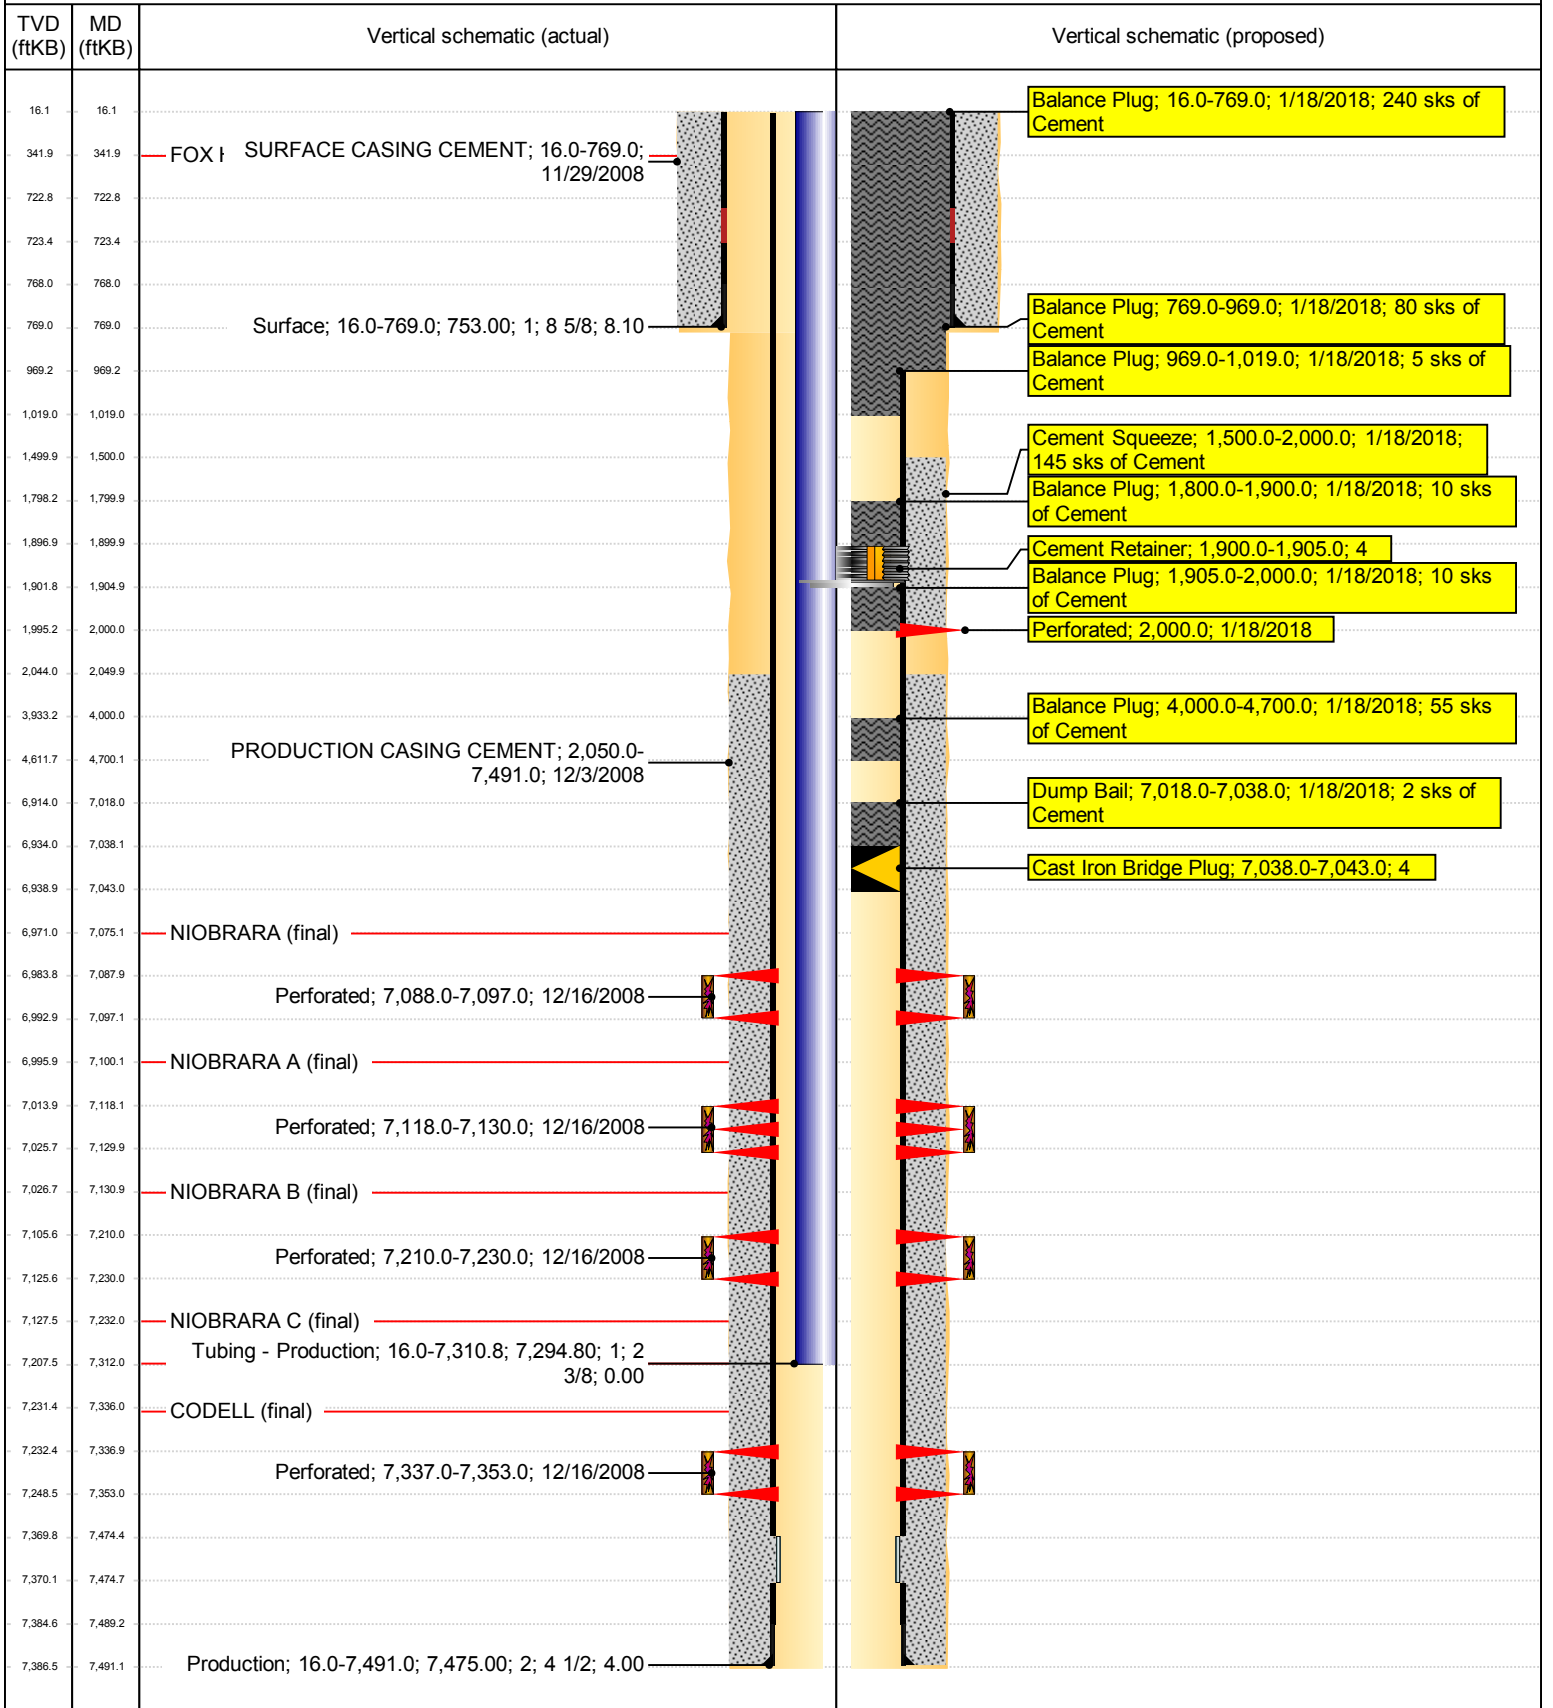 TVD (ftKB)
MD (ftKB)
Vertical schematic (actual)
Vertical schematic (proposed)
16.1 16.1
Balance Plug; 16.0-769.0; 1/18/2018; 240 sks of
Cement
341.9 341.9
FOX
SURFACE CASING CEMENT; 16.0-769.0;
11/29/2008
722.8 722.8
723.4 723.4
768.0 768.0
769.0 769.0
Surface; 16.0-769.0; 753.00; 1; 8 5/8; 8.10
Balance Plug; 769.0-969.0; 1/18/2018; 80 sks of
Cement
969.2 969.2
Balance Plug; 969.0-1,019.0; 1/18/2018; 5 sks of
Cement
1,019.0 1,019.0
1,499.9 1,500.0
Cement Squeeze; 1,500.0-2,000.0; 1/18/2018;
145 sks of Cement
1,798.2 1,799.9
Balance Plug; 1,800.0-1,900.0; 1/18/2018; 10 sks
of Cement
1,896.9 1,899.9
Cement Retainer; 1,900.0-1,905.0; 4
1,901.8 1,904.9
Balance Plug; 1,905.0-2,000.0; 1/18/2018; 10 sks
of Cement
1,995.2 2,000.0
Perforated; 2,000.0; 1/18/2018
2,044.0 2,049.9
3,933.2 4,000.0
Balance Plug; 4,000.0-4,700.0; 1/18/2018; 55 sks
of Cement
4,611.7 4,700.1
PRODUCTION CASING CEMENT; 2,050.0-
7,491.0; 12/3/2008
6,914.0 7,018.0
Dump Bail; 7,018.0-7,038.0; 1/18/2018; 2 sks of
Cement
6,934.0 7,038.1
Cast Iron Bridge Plug; 7,038.0-7,043.0; 4
6,938.9 7,043.0
6,971.0 7,075.1
NIOBRARA (final)
6,983.8 7,087.9
Perforated; 7,088.0-7,097.0; 12/16/2008
6,992.9 7,097.1
6,995.9 7,100.1
NIOBRARA A (final)
7,013.9 7,118.1
Perforated; 7,118.0-7,130.0; 12/16/2008
7,025.7 7,129.9
7,026.7 7,130.9
NIOBRARA B (final)
7,105.6 7,210.0
Perforated; 7,210.0-7,230.0; 12/16/2008
7,125.6 7,230.0
7,127.5 7,232.0
NIOBRARA C (final)
7,207.5 7,312.0
Tubing - Production; 16.0-7,310.8; 7,294.80; 1; 2
3/8; 0.00
7,231.4 7,336.0
CODELL (final)
7,232.4 7,336.9
Perforated; 7,337.0-7,353.0; 12/16/2008
7,248.5 7,353.0
7,369.8 7,474.4
7,370.1 7,474.7
7,384.6 7,489.2
7,386.5 7,491.1
Production; 16.0-7,491.0; 7,475.00; 2; 4 1/2; 4.00